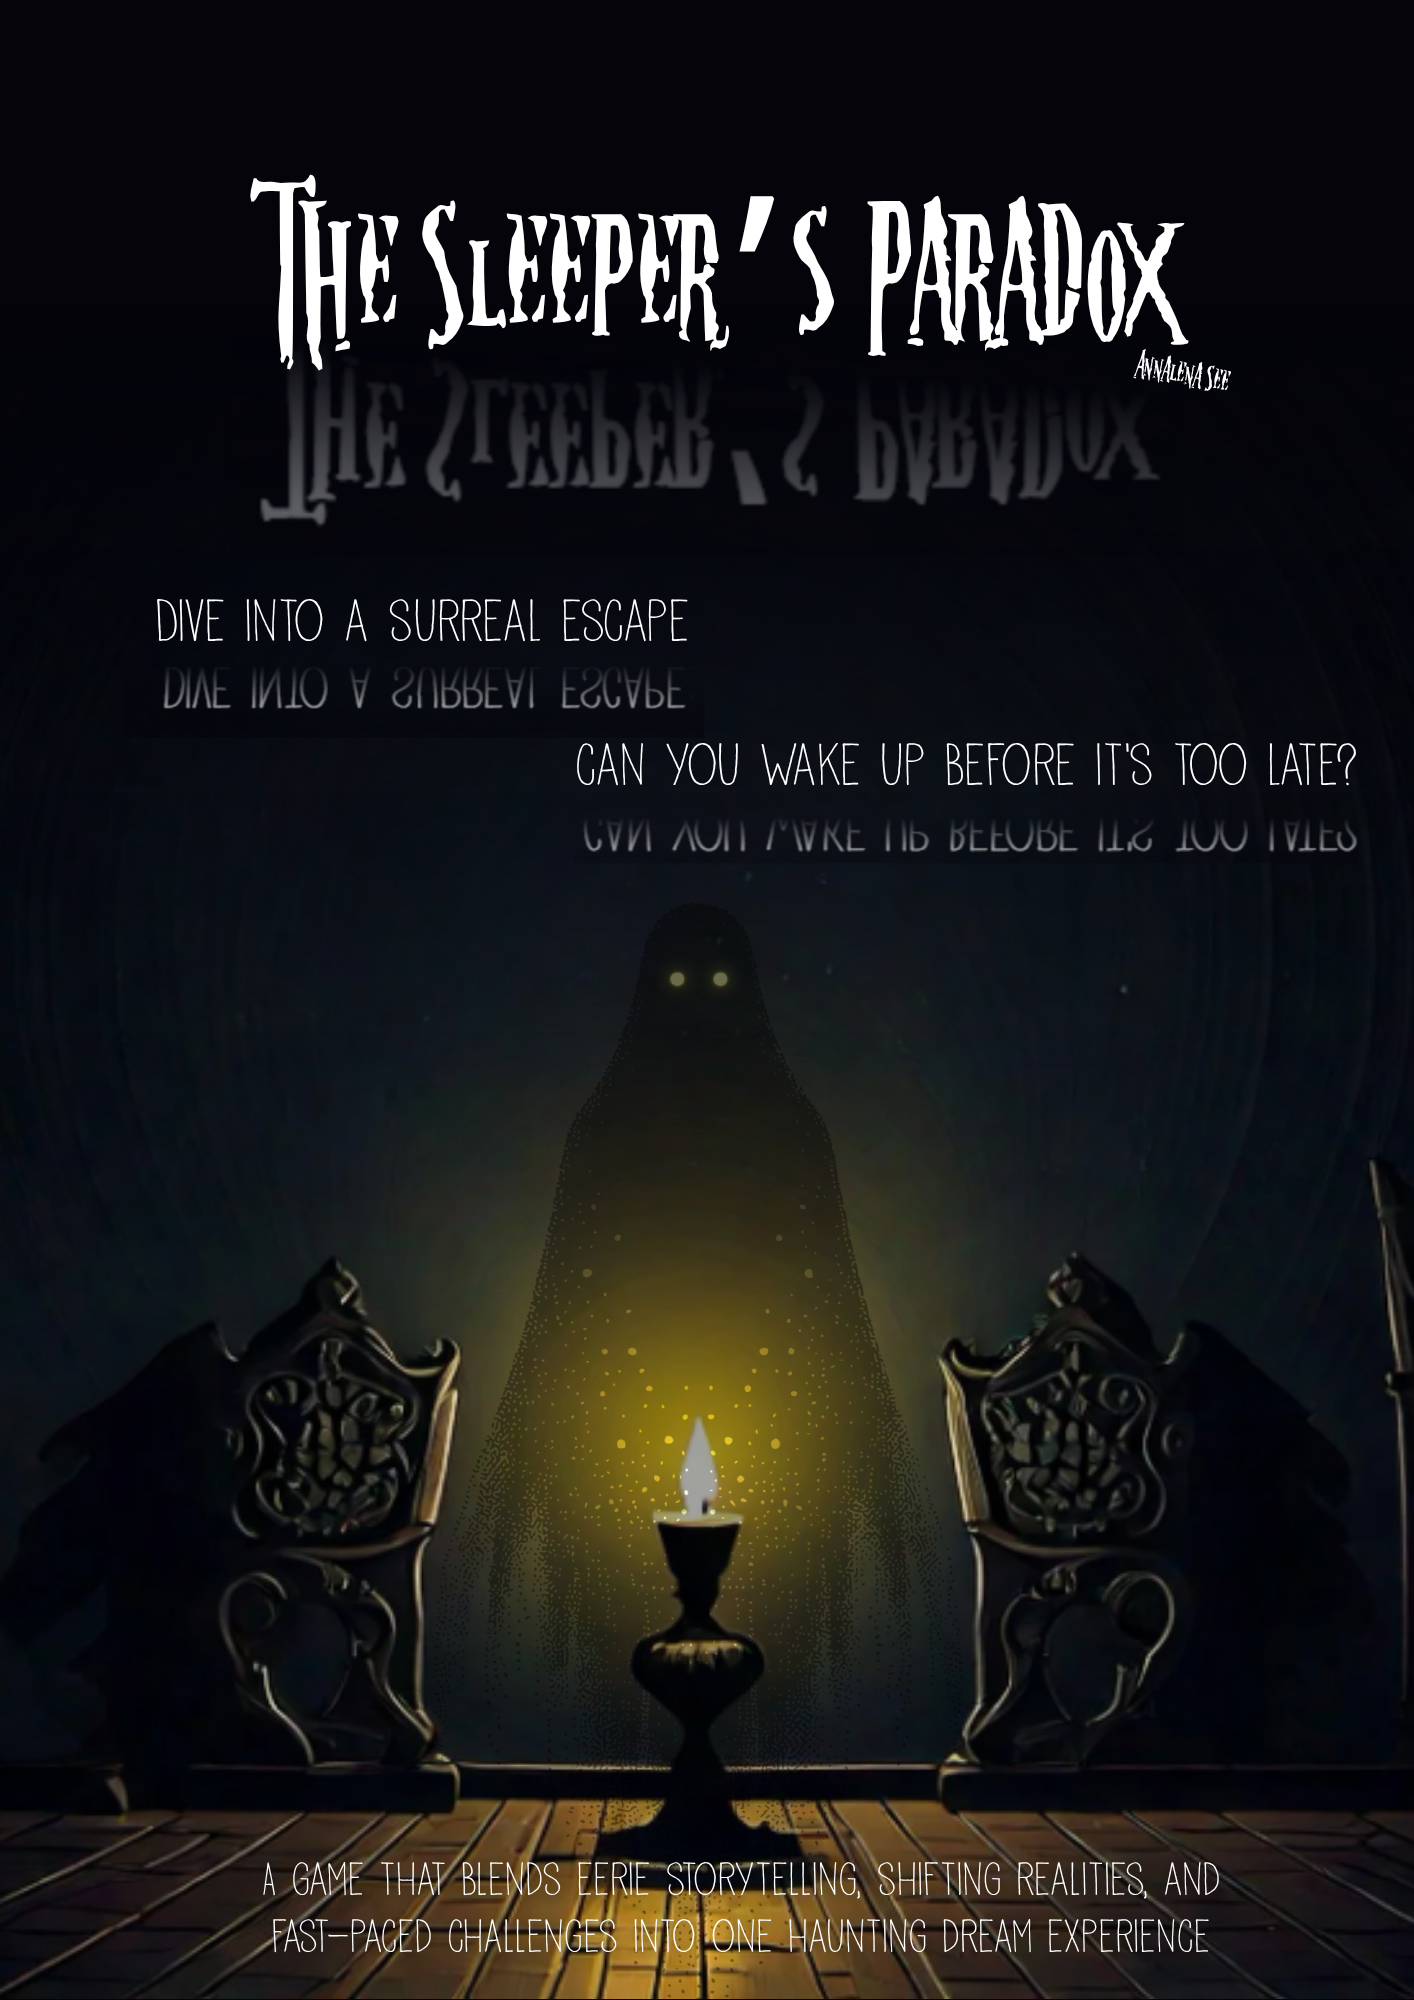 THE SLEEPER'S PARADOX
ANNALENA SEE
DIVE INTO A SURREAL ESCAPE
CAN YOU WAKE UP BEFORE IT'S TOO LATE?
A GAME THAT BLENDS EERIE STORYTELLING, SHIFTING REALITIES, AND
FAST-PACED CHALLENGES INTO ONE HAUNTING DREAM EXPERIENCE